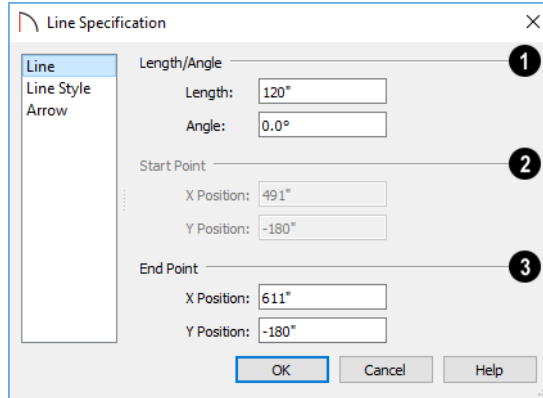 Line Specification
Line
Line Style
Arrow
Length/Angle
1
Length: 120"
Angle: 0.0°
Start Point
2
X Position: 491"
Y Position: -180"
End Point
3
X Position: 611"
Y Position: -180"
OK
Cancel
Help